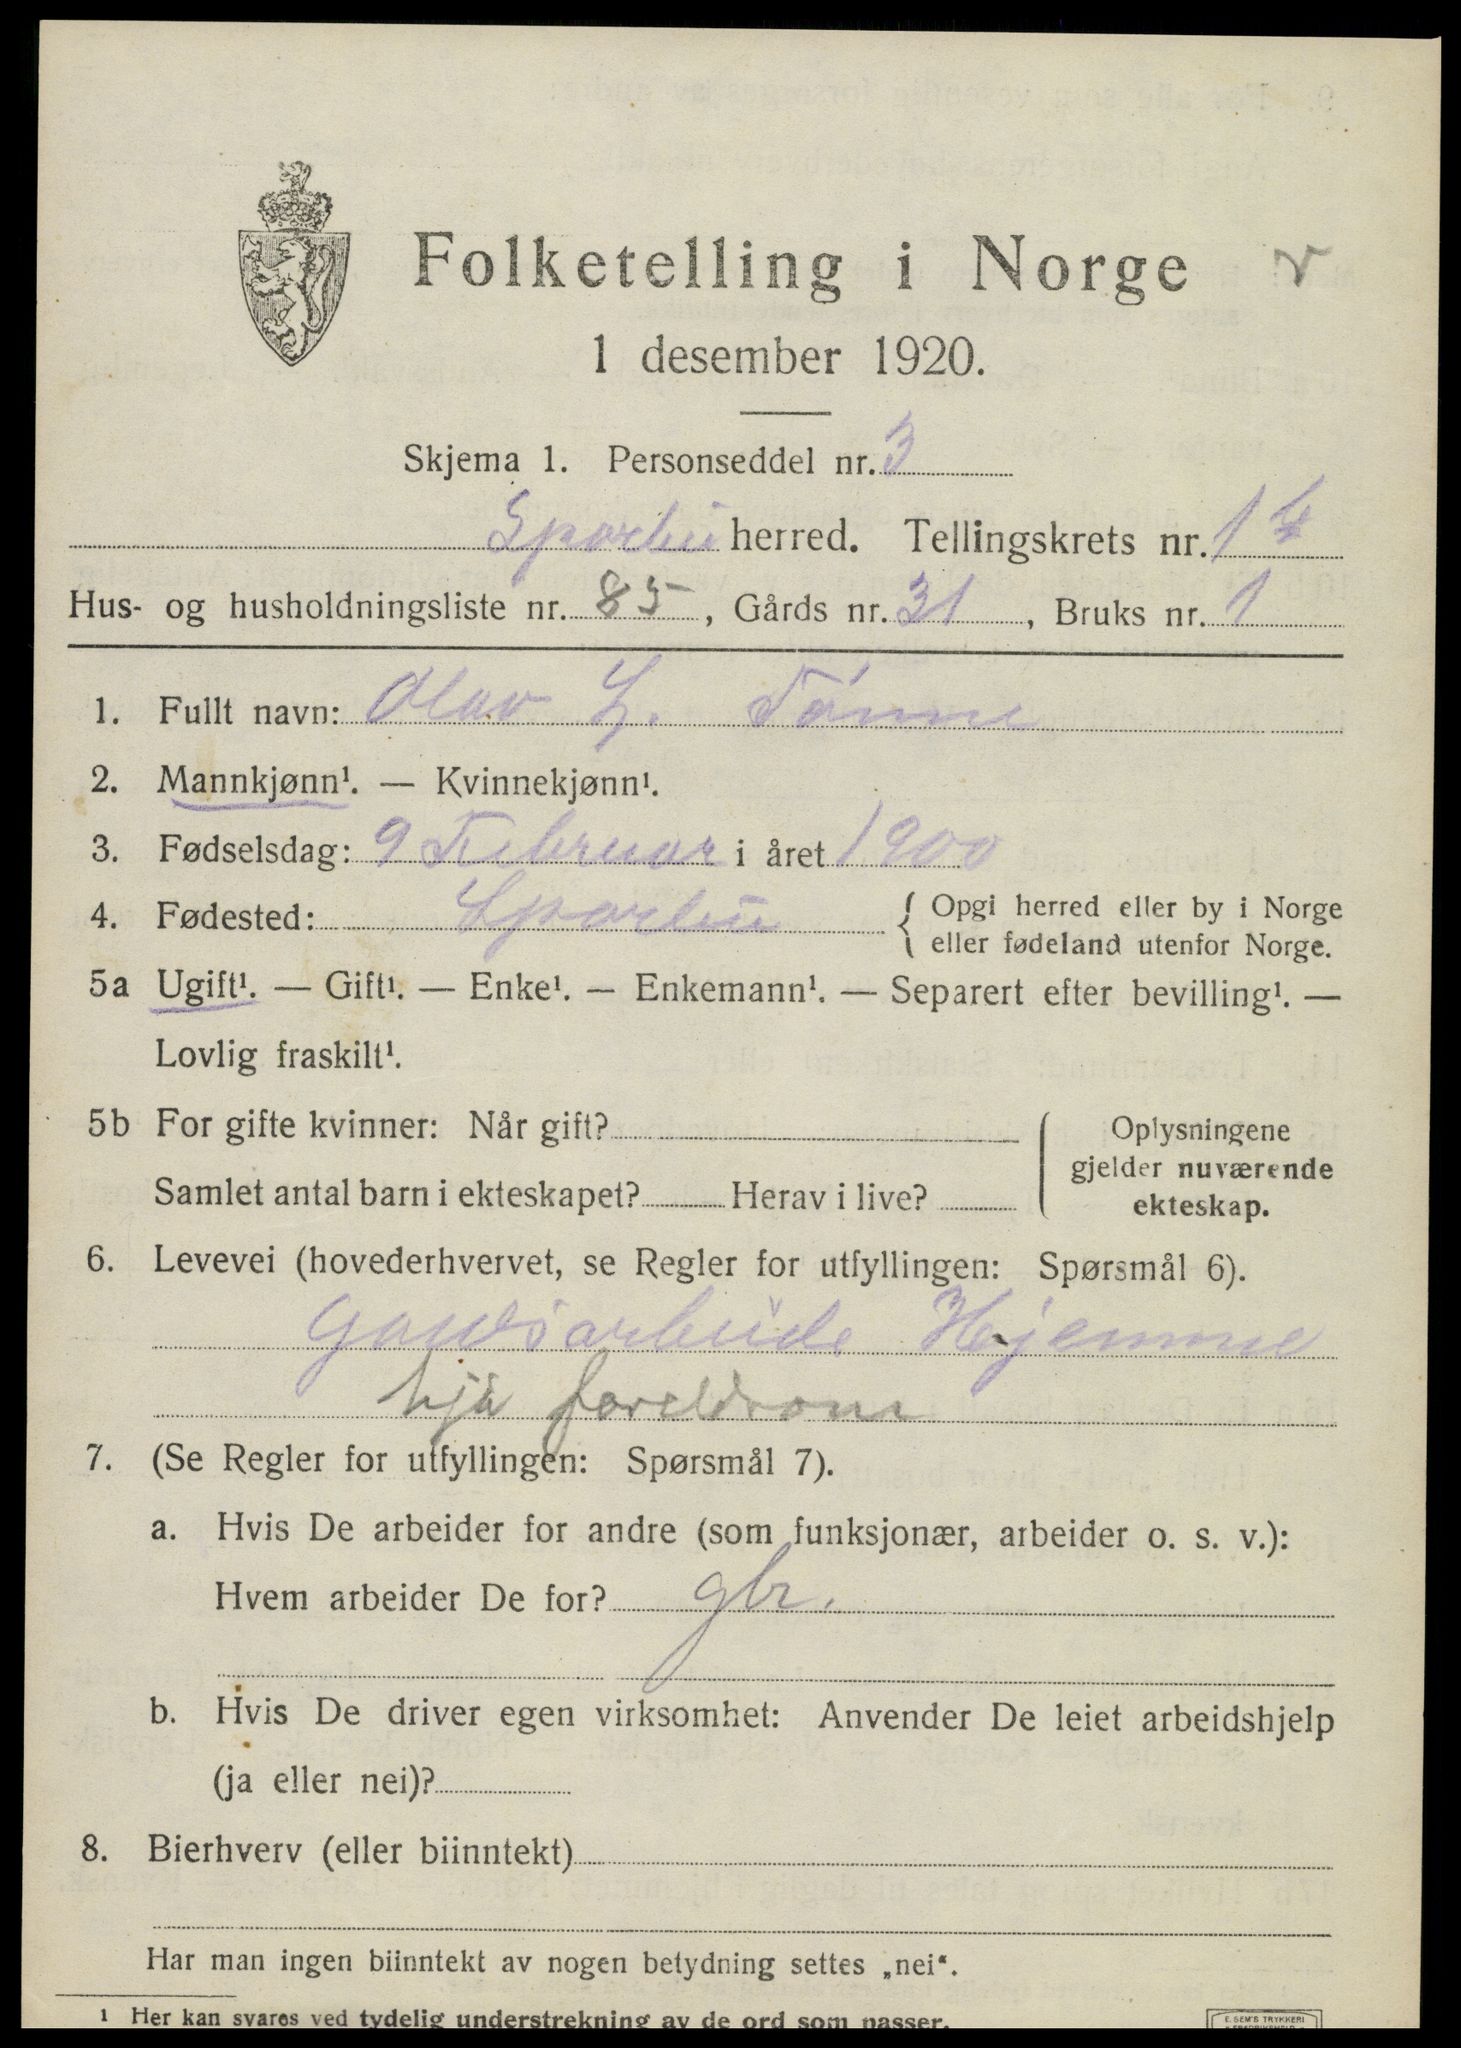 Folketelling i Norge
1 desember 1920.
Skjema 1. Personseddel nr. 3
Sparbu herred. Tellingskrets nr. 14
Hus- og husholdningsliste nr. 85, Gårds nr. 31, Bruks nr. 1
1. Fullt navn: Olav L. Tønne
2. Mannkjønn¹. — Kvinnekjønn¹.
3. Fødselsdag: 9 Februar i året 1900
4. Fødested: Sparbu { Opgi herred eller by i Norge
eller fødeland utenfor Norge.
5a Ugift¹. — Gift¹. — Enke¹. — Enkemann¹. — Separert efter bevilling¹. —
Lovlig fraskilt¹.
5b For gifte kvinner: Når gift?
Samlet antal barn i ekteskapet? Herav i live?
Oplysningene
gjelder nuværende
ekteskap.
6. Levevei (hovederhvervet, se Regler for utfyllingen: Spørsmål 6).
Hjemme
hja foreldrom
7. (Se Regler for utfyllingen: Spørsmål 7).
a. Hvis De arbeider for andre (som funksjonær, arbeider o. s. v.):
Hvem arbeider De for? gbr.
b. Hvis De driver egen virksomhet: Anvender De leiet arbeidshjelp
(ja eller nei)?
8. Bierhverv (eller biinntekt)
Har man ingen biinntekt av nogen betydning settes „nei“.
¹ Her kan svares ved tydelig understrekning av de ord som passer.
E. SEM'S TRYKKERI